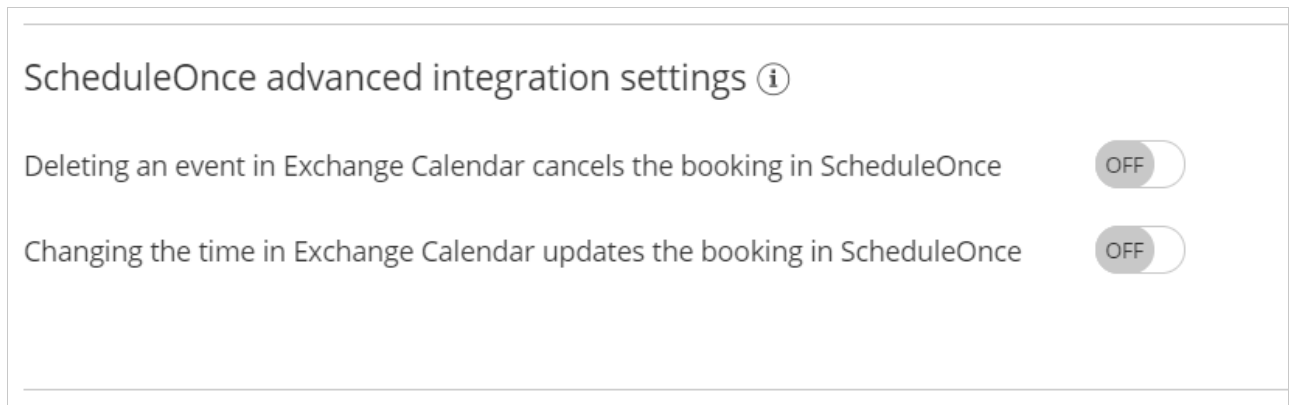 ScheduleOnce advanced integration settings i
Deleting an event in Exchange Calendar cancels the booking in ScheduleOnce OFF
Changing the time in Exchange Calendar updates the booking in ScheduleOnce OFF